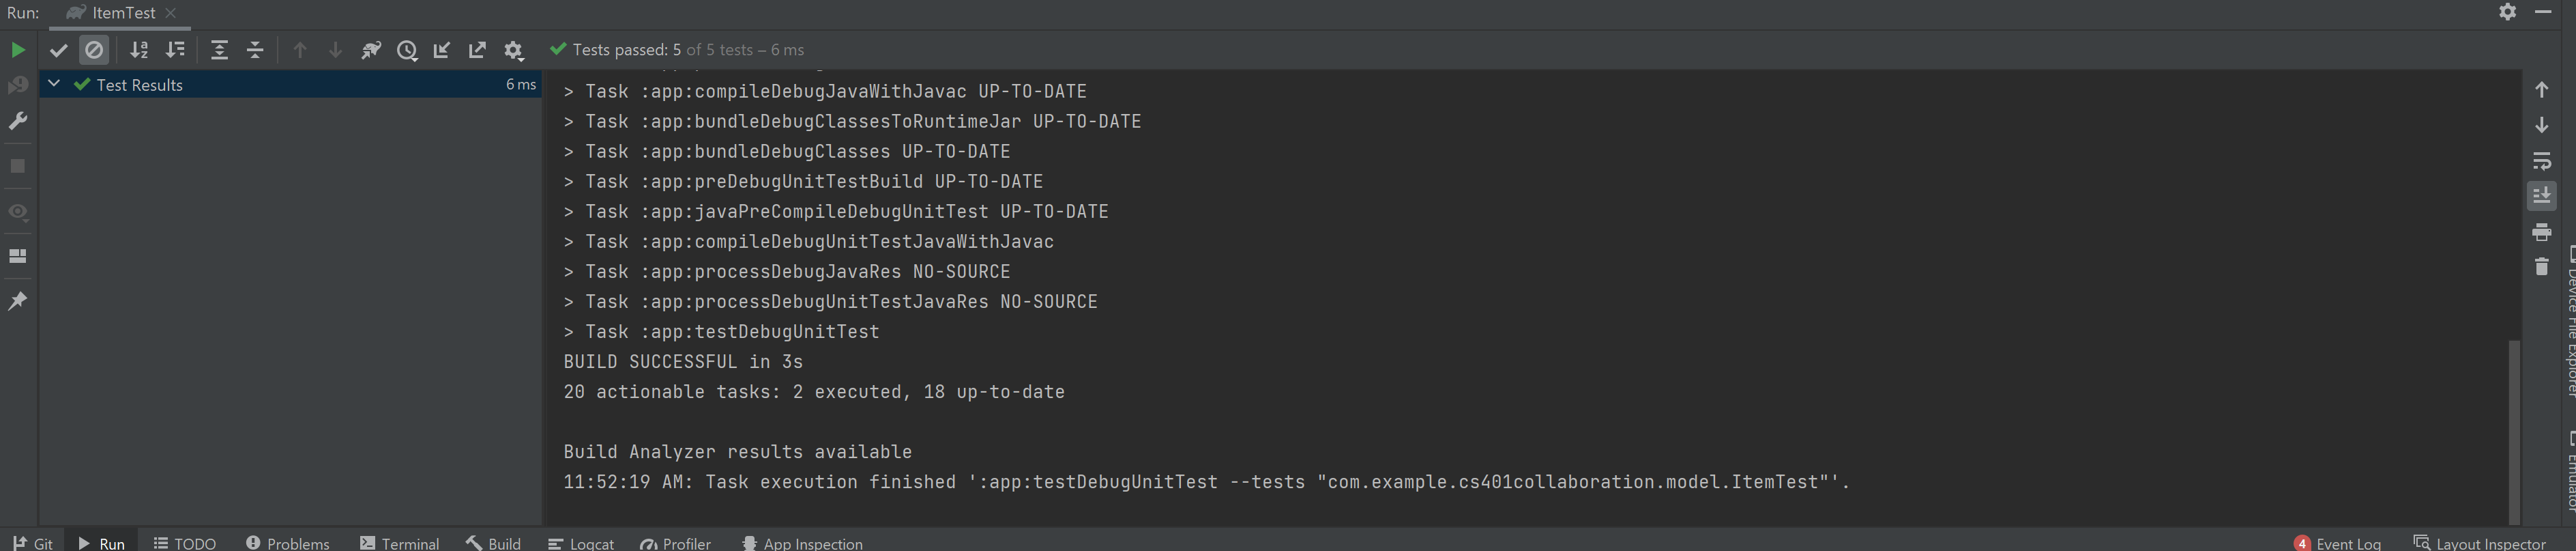 Run: ItemTest
Tests passed: 5 of 5 tests – 6 ms
Test Results 6 ms
> Task :app:compileDebugJavaWithJavac UP-TO-DATE
> Task :app:bundleDebugClassesToRuntimeJar UP-TO-DATE
> Task :app:bundleDebugClasses UP-TO-DATE
> Task :app:preDebugUnitTestBuild UP-TO-DATE
> Task :app:javaPreCompileDebugUnitTest UP-TO-DATE
> Task :app:compileDebugUnitTestJavaWithJavac
> Task :app:processDebugJavaRes NO-SOURCE
> Task :app:processDebugUnitTestJavaRes NO-SOURCE
> Task :app:testDebugUnitTest
BUILD SUCCESSFUL in 3s
20 actionable tasks: 2 executed, 18 up-to-date
Build Analyzer results available
11:52:19 AM: Task execution finished ':app:testDebugUnitTest --tests "com.example.cs401collaboration.model.ItemTest"'.
Device File Explorer
Emulator
Git Run TODO Problems Terminal Build Logcat Profiler App Inspection 4 Event Log Layout Inspector